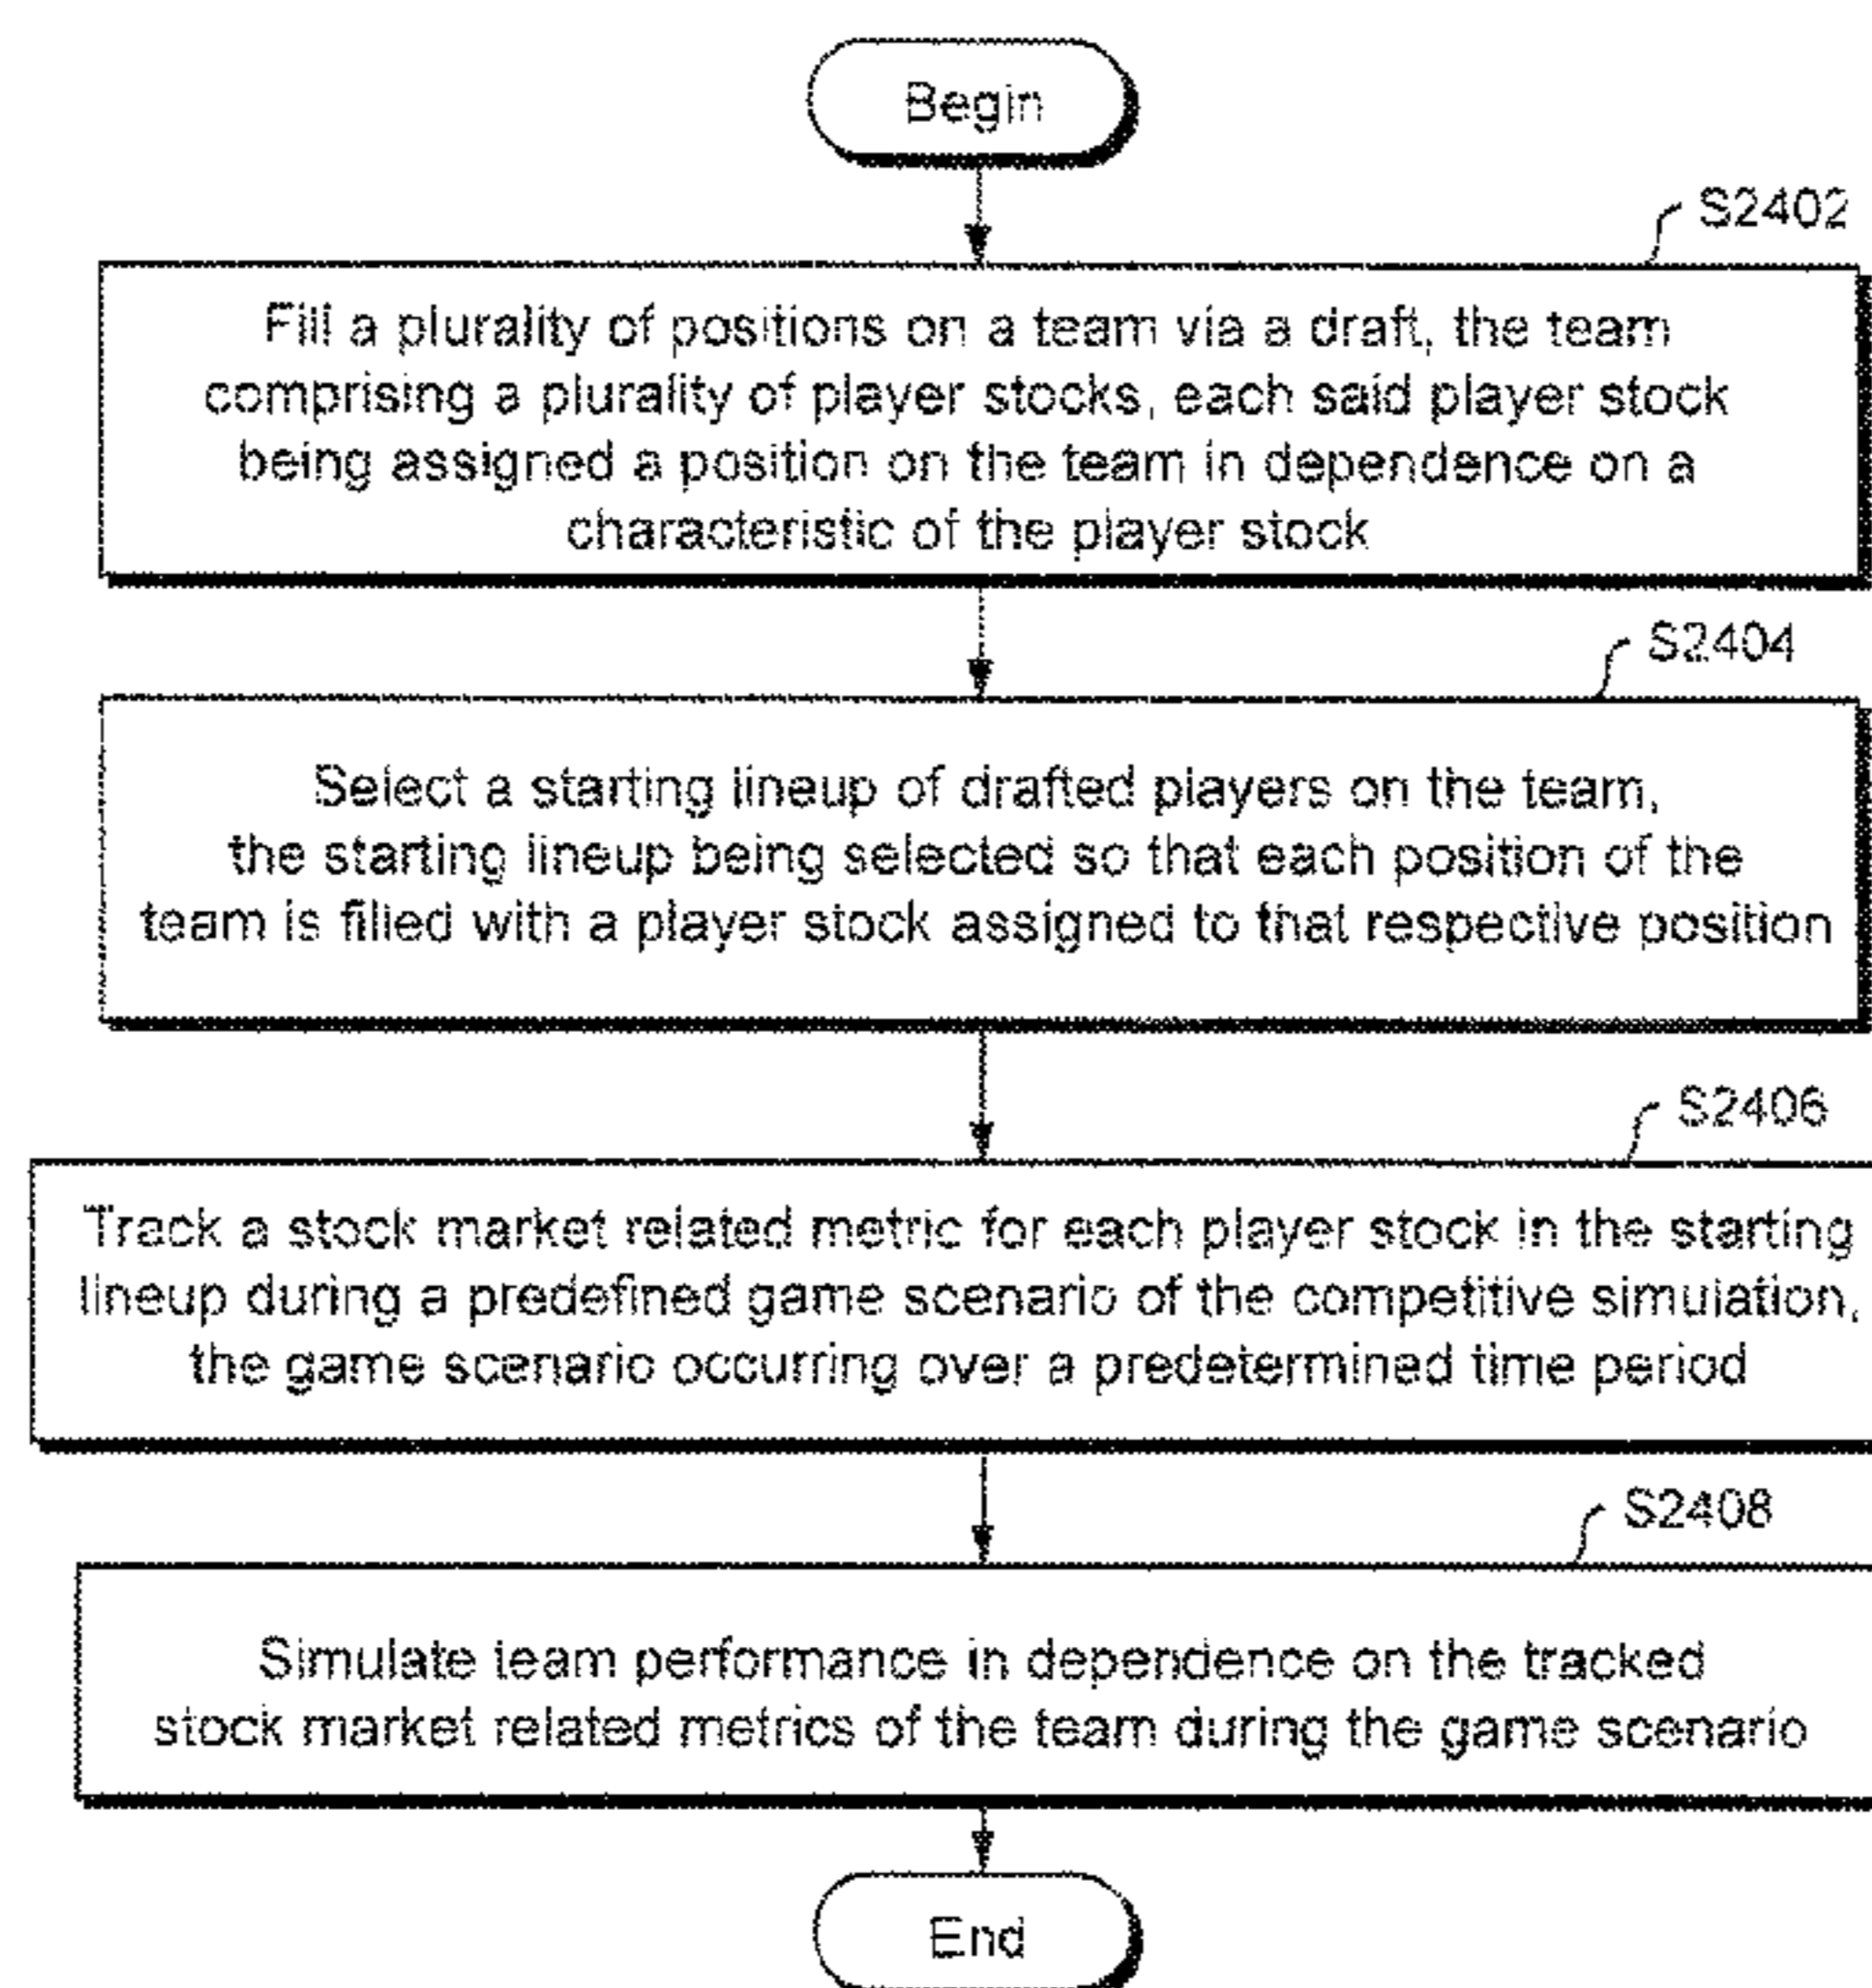 Begin
S2402
Fill a plurality of positions on a team via a draft, the team
comprising a plurality of player stocks, each said player stock
being assigned a position on the team in dependence on a
characteristic of the player stock
S2404
Select a starting lineup of drafted players on the team,
the starting lineup being selected so that each position of the
team is filled with a player stock assigned to that respective position
S2406
Track a stock market related metric for each player stock in the starting
lineup during a predefined game scenario of the competitive simulation,
the game scenario occurring over a predetermined time period
S2408
Simulate team performance in dependence on the tracked
stock market related metrics of the team during the game scenario
End